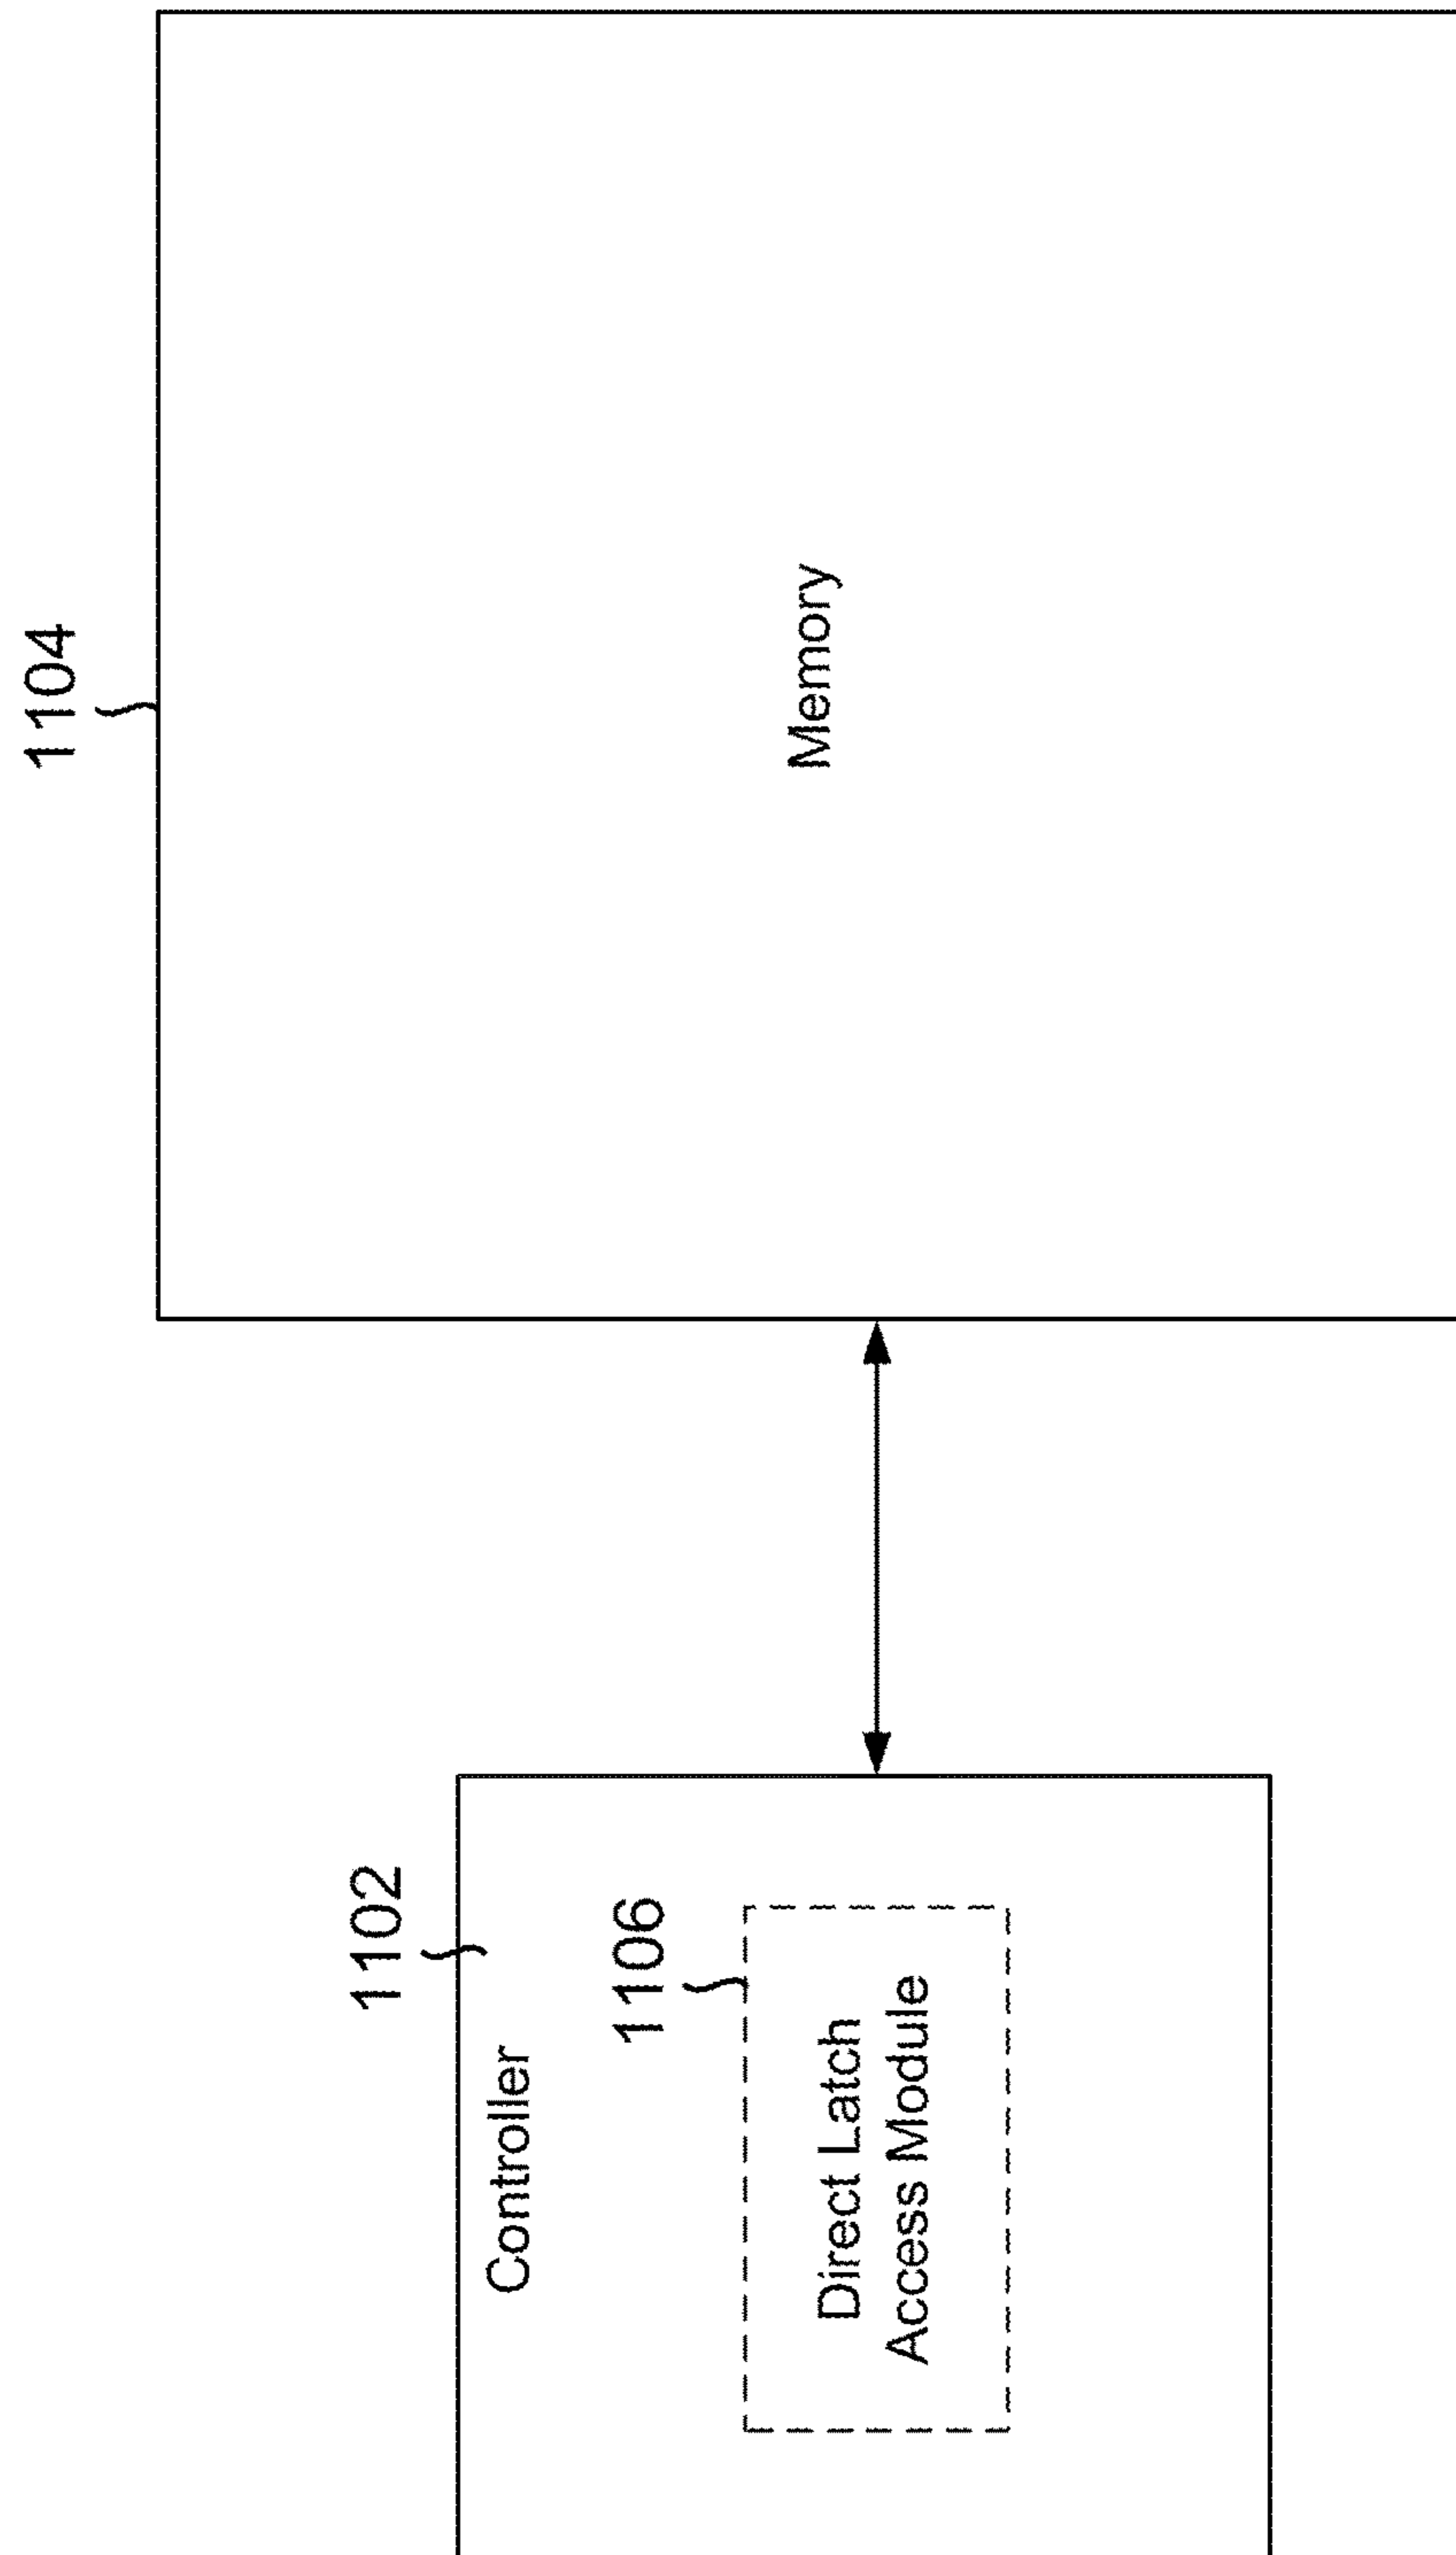 1102
Controller
1106
Direct Latch
Access Module
1104
Memory